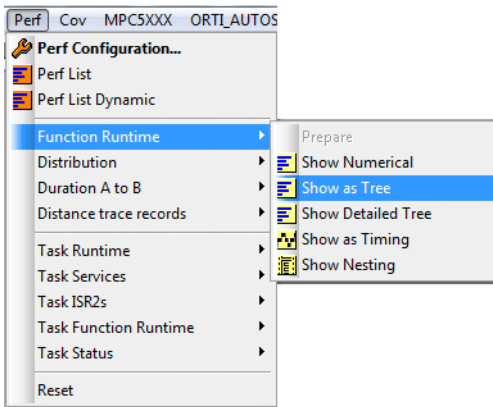 Perf Cov MPC5XXX ORTI_AUTOS
Perf Configuration...
Perf List
Perf List Dynamic
Function Runtime
Distribution
Duration A to B
Distance trace records
Task Runtime
Task Services
Task ISR2s
Task Function Runtime
Task Status
Reset
Prepare
Show Numerical
Show as Tree
Show Detailed Tree
Show as Timing
Show Nesting